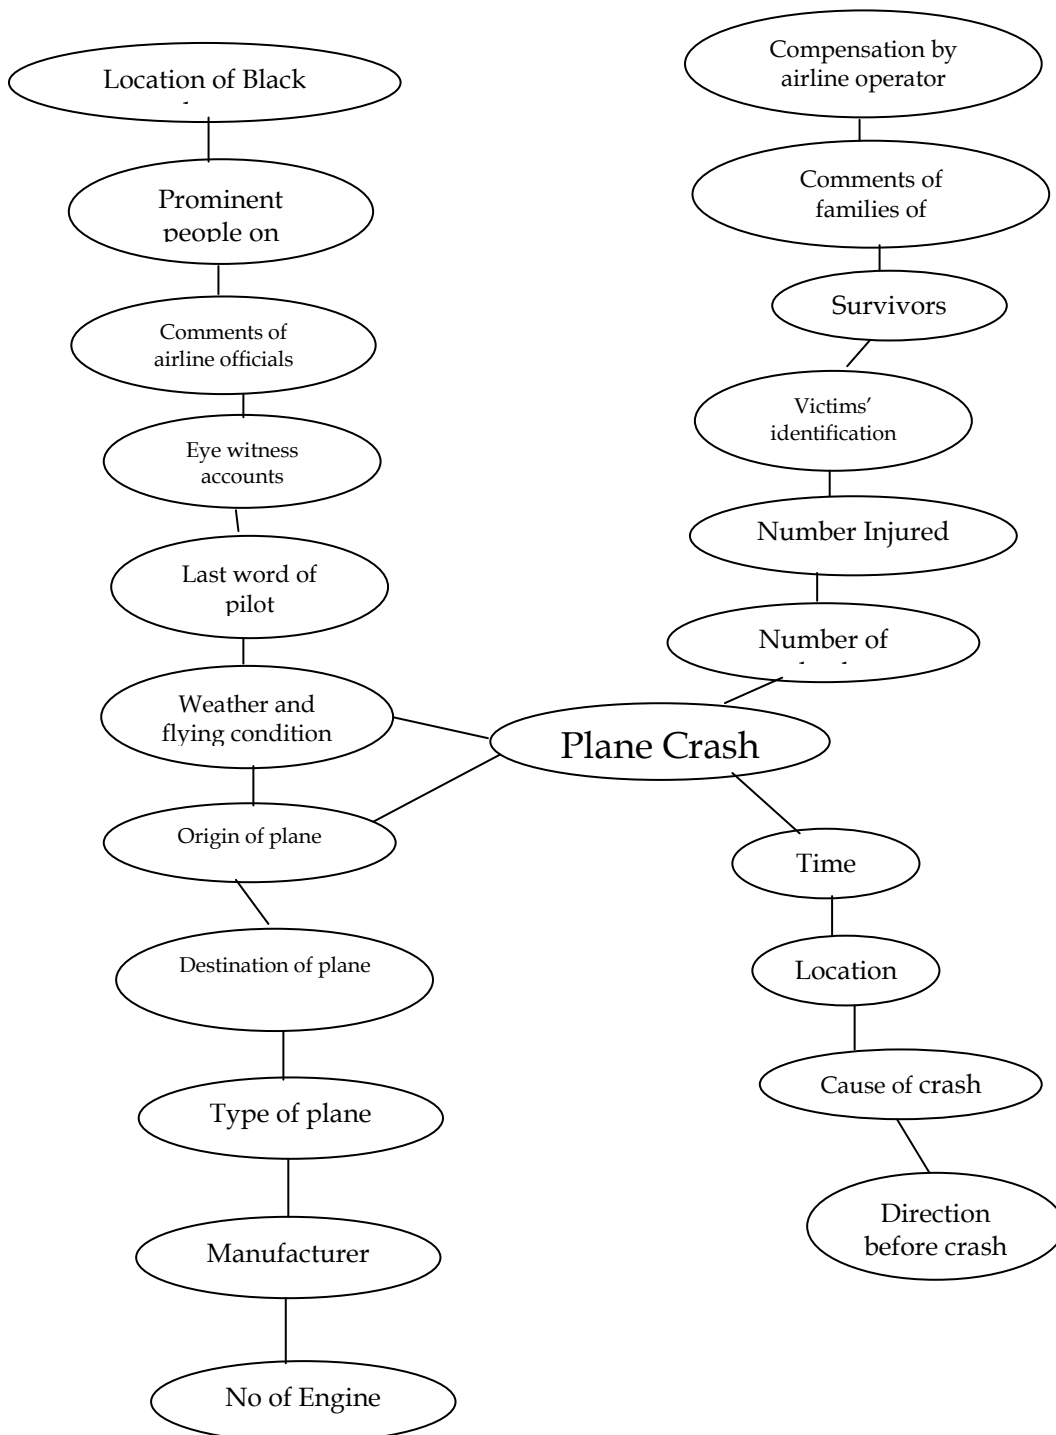 Location of Black
Prominent
people on
Comments of
airline officials
Eye witness
accounts
Last word of
pilot
Weather and
flying condition
Origin of plane
Destination of plane
Type of plane
Manufacturer
No of Engine
Compensation by
airline operator
Comments of
families of
Survivors
Victims’
identification
Number Injured
Number of
Plane Crash
Time
Location
Cause of crash
Direction
before crash